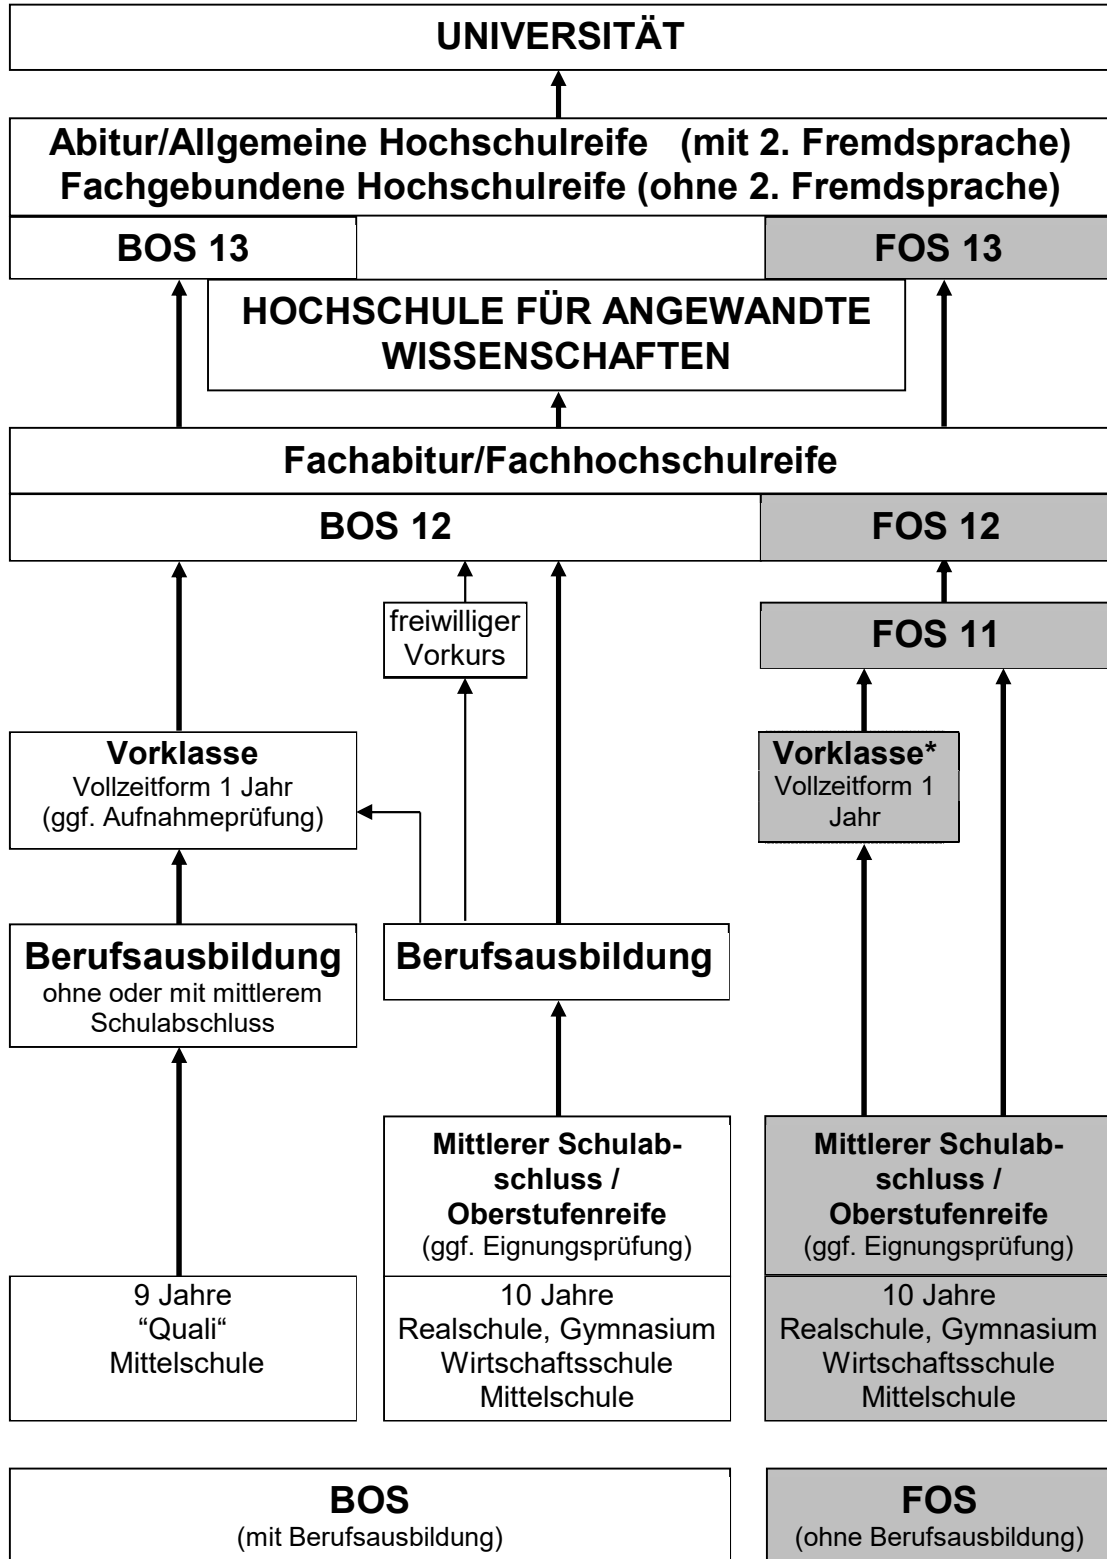 UNIVERSITÄT
Abitur/Allgemeine Hochschulreife (mit 2. Fremdsprache)
Fachgebundene Hochschulreife (ohne 2. Fremdsprache)
BOS 13
FOS 13
HOCHSCHULE FÜR ANGEWANDTE
WISSENSCHAFTEN
Fachabitur/Fachhochschulreife
BOS 12
FOS 12
freiwilliger
Vorkurs
FOS 11
Vorklasse
Vollzeitform 1 Jahr
(ggf. Aufnahmeprüfung)
Vorklasse*
Vollzeitform 1
Jahr
Berufsausbildung
ohne oder mit mittlerem
Schulabschluss
Berufsausbildung
Mittlerer Schulab-
schluss /
Oberstufenreife
(ggf. Eignungsprüfung)
Mittlerer Schulab-
schluss /
Oberstufenreife
(ggf. Eignungsprüfung)
9 Jahre
“Quali“
Mittelschule
10 Jahre
Realschule, Gymnasium
Wirtschaftsschule
Mittelschule
10 Jahre
Realschule, Gymnasium
Wirtschaftsschule
Mittelschule
BOS
(mit Berufsausbildung)
FOS
(ohne Berufsausbildung)